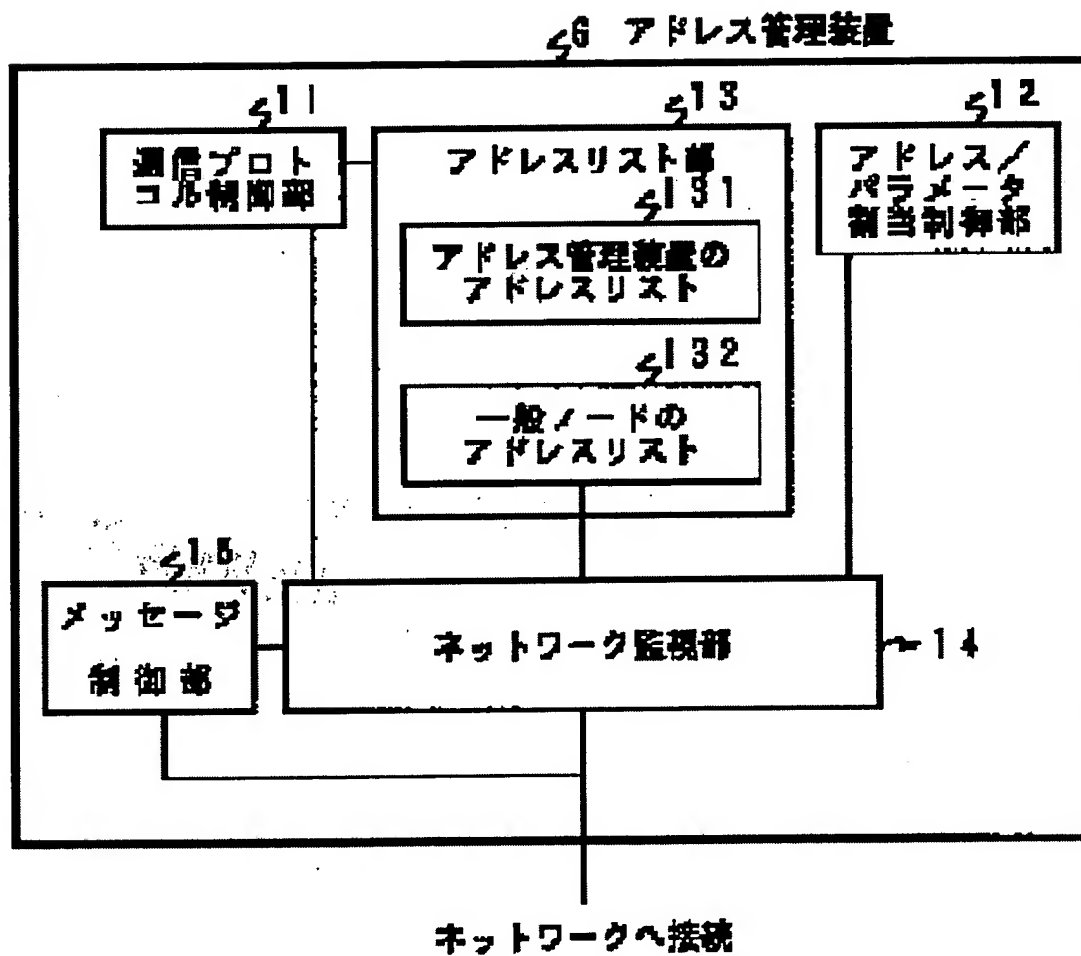 6 アドレス管理装置
11
13
12
通信プロト
コル制御部
アドレスリスト部
アドレス/
パラメータ
割当制御部
131
アドレス管理装置の
アドレスリスト
132
一般ノードの
アドレスリスト
15
メッセージ
制御部
ネットワーク監視部
14
ネットワークへ接続